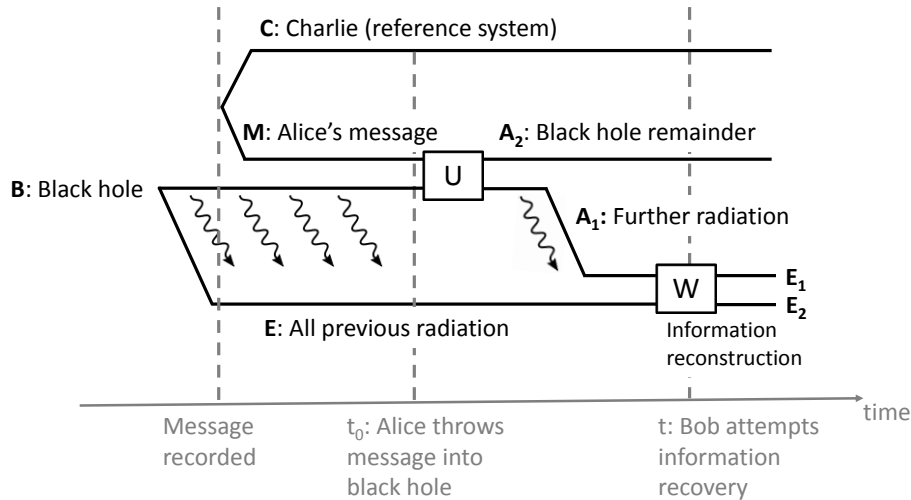 C: Charlie (reference system)
M: Alice's message
A₂: Black hole remainder
U
B: Black hole
A₁: Further radiation
W
E₁
E₂
E: All previous radiation
Information
reconstruction
time
Message
recorded
t₀: Alice throws
message into
black hole
t: Bob attempts
information
recovery